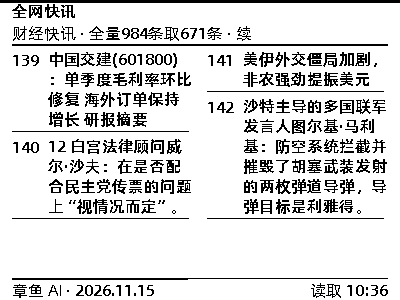 全网快讯
财经快讯 · 全量984条取671条 · 续
139 中国交建(601800)
：单季度毛利率环比
修复 海外订单保持
增长 研报摘要
140 12 白宫法律顾问威
尔·沙夫：在是否配
合民主党传票的问题
上“视情况而定”。
141 美伊外交僵局加剧，
非农强劲提振美元
142 沙特主导的多国联军
发言人图尔基·马利
基：防空系统拦截并
摧毁了胡塞武装发射
的两枚弹道导弹，导
弹目标是利雅得。
章鱼 AI · 2026.11.15
读取 10:36